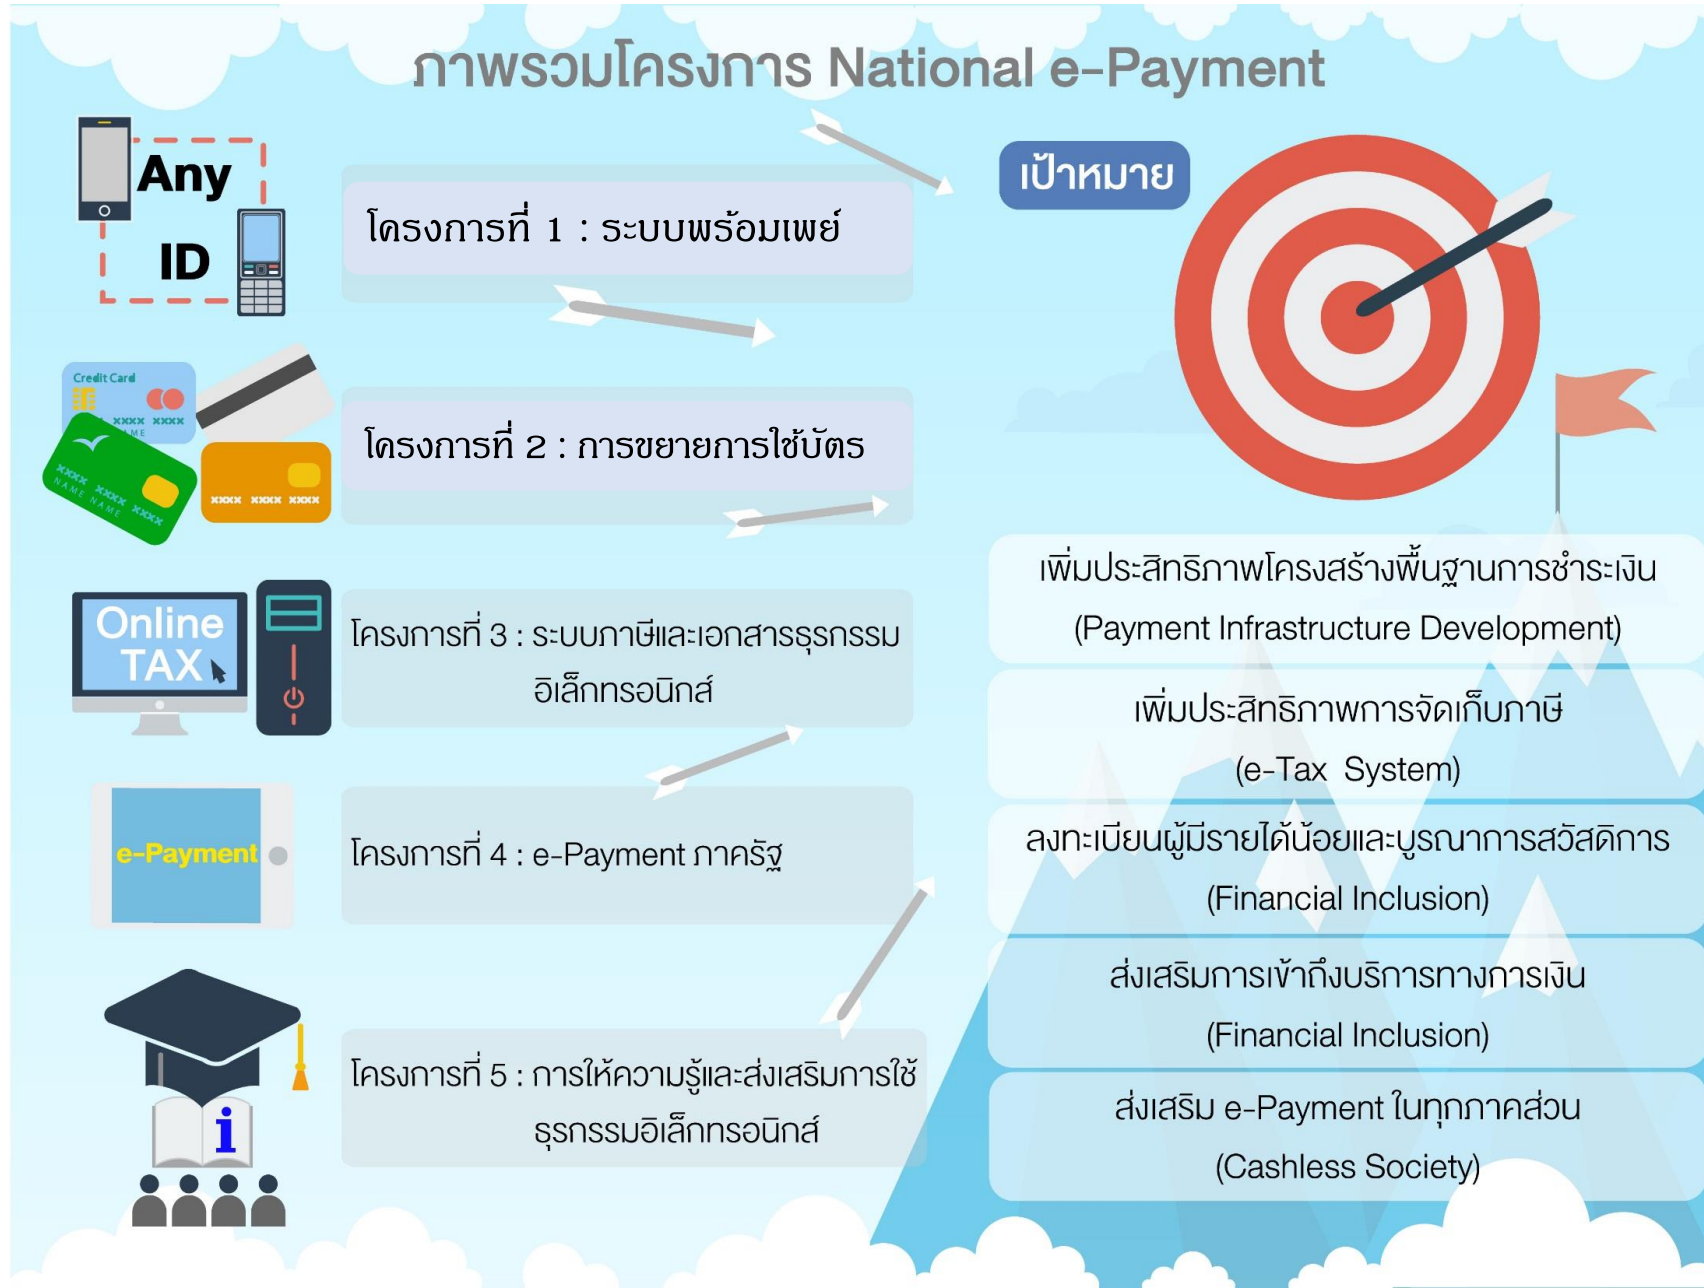 ภาพรวมโครงการ National e-Payment
Any
ID
โครงการที่ 1 : ระบบพร้อมเพย์
Credit Card
xxxx xxxx
AME
xxxx xxxx xxxx
NAME NAME
xxxx xxxx xxxx
โครงการที่ 2 : การขยายการใช้บัตร
Online
TAX
โครงการที่ 3 : ระบบภาษีและเอกสารธุรกรรม
อิเล็กทรอนิกส์
e-Payment
โครงการที่ 4 : e-Payment ภาครัฐ
i
โครงการที่ 5 : การให้ความรู้และส่งเสริมการใช้
ธุรกรรมอิเล็กทรอนิกส์
เป้าหมาย
เพิ่มประสิทธิภาพโครงสร้างพื้นฐานการชำระเงิน
(Payment Infrastructure Development)
เพิ่มประสิทธิภาพการจัดเก็บภาษี
(e-Tax System)
ลงทะเบียนผู้มีรายได้น้อยและบูรณาการสวัสดิการ
(Financial Inclusion)
ส่งเสริมการเข้าถึงบริการทางการเงิน
(Financial Inclusion)
ส่งเสริม e-Payment ในทุกภาคส่วน
(Cashless Society)